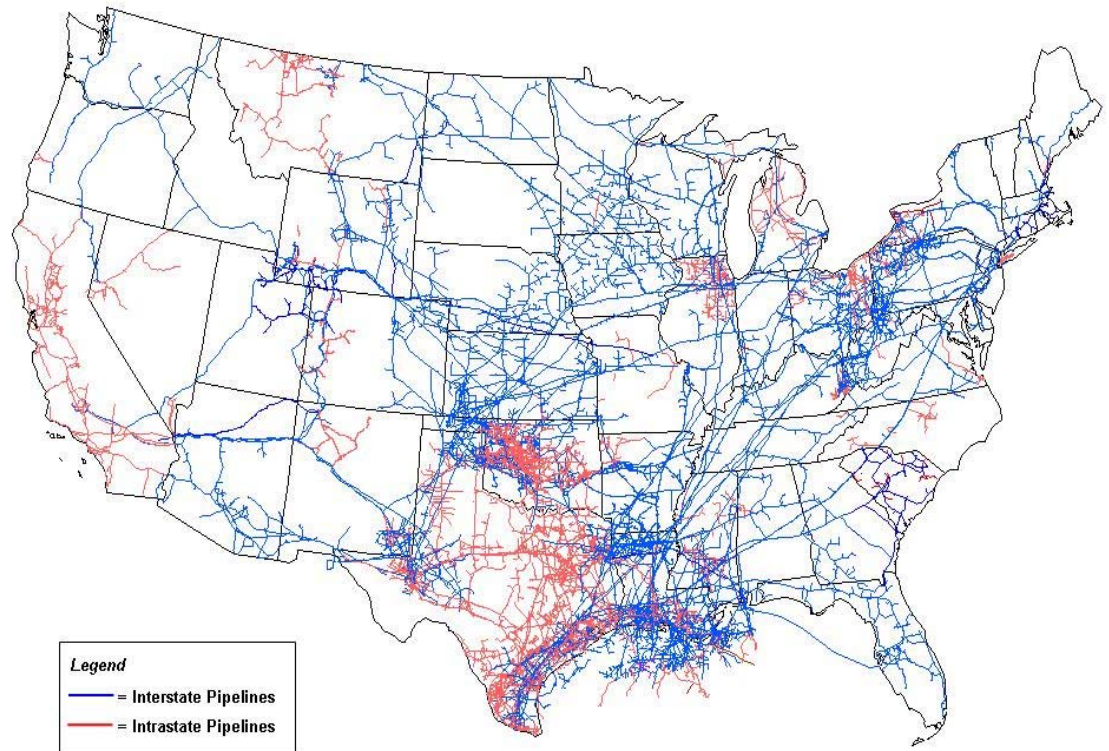 Legend
= Interstate Pipelines
= Intrastate Pipelines